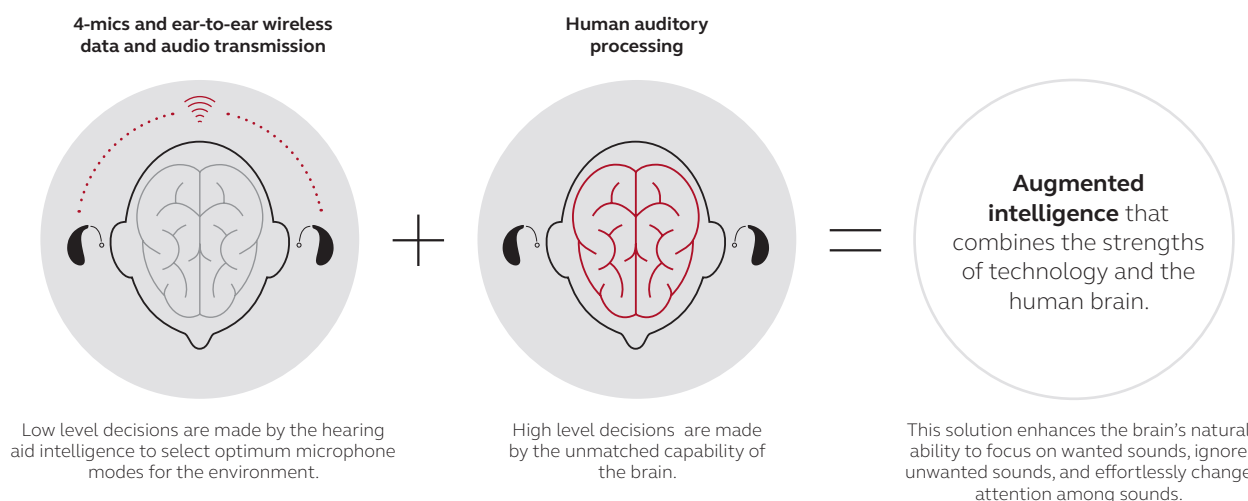 4-mics and ear-to-ear wireless
data and audio transmission
Human auditory
processing
Augmented
intelligence that
combines the strengths
of technology and the
human brain.
Low level decisions are made by the hearing
aid intelligence to select optimum microphone
modes for the environment.
High level decisions are made
by the unmatched capability of
the brain.
This solution enhances the brain’s natural
ability to focus on wanted sounds, ignore
unwanted sounds, and effortlessly change
attention among sounds.